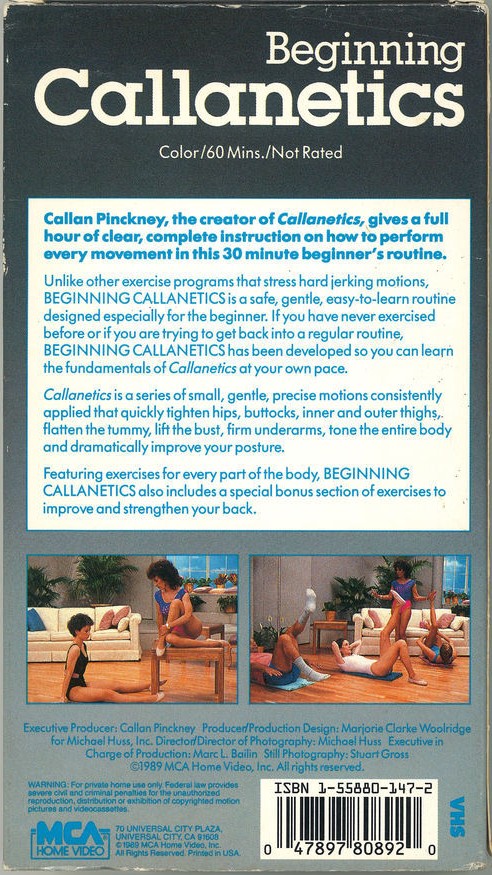 Beginning
Callanetics
Color/60 Mins./Not Rated
Callan Pinckney, the creator of Callanetics, gives a full
hour of clear, complete instruction on how to perform
every movement in this 30 minute beginner's routine.
Unlike other exercise programs that stress hard jerking motions,
BEGINNING CALLANETICS is a safe, gentle, easy-to-learn routine
designed especially for the beginner. If you have never exercised
before or if you are trying to get back into a regular routine,
BEGINNING CALLANETICS has been developed so you can learn
the fundamentals of Callanetics at your own pace.
Callanetics is a series of small, gentle, precise motions consistently
applied that quickly tighten hips, buttocks, inner and outer thighs,
flatten the tummy, lift the bust, firm underarms, tone the entire body
and dramatically improve your posture.
Featuring exercises for every part of the body, BEGINNING
CALLANETICS also includes a special bonus section of exercises to
improve and strengthen your back.
Executive Producer: Callan Pinckney Producer/Production Design: Marjorie Clarke Woolridge
for Michael Huss, Inc. Director/Director of Photography: Michael Huss Executive in
Charge of Production: Marc L. Bailin Still Photography: Stuart Gross
©1989 MCA Home Video, Inc. All rights reserved.
WARNING: For private home use only. Federal law provides
severe civil and criminal penalties for the unauthorized
reproduction, distribution or exhibition of copyrighted motion
pictures and videocassettes.
MCA
HOME VIDEO
70 UNIVERSAL CITY PLAZA,
UNIVERSAL CITY, CA 91608
©1989 MCA Home Video, Inc.
All Rights Reserved. Printed in USA.
ISBN 1-55880-147-2
0 47897 80892 0
VHS